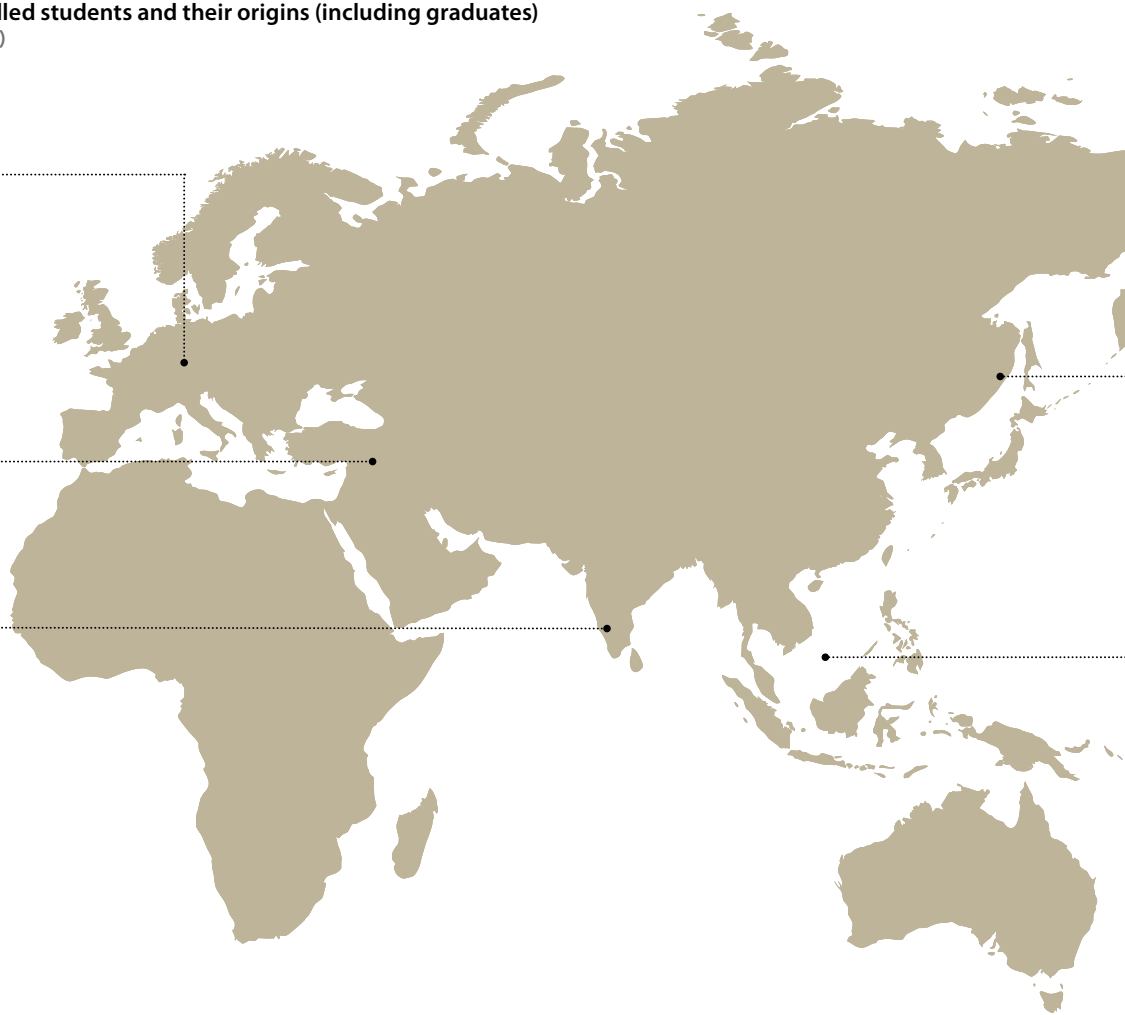 lled students and their origins (including graduates)
)